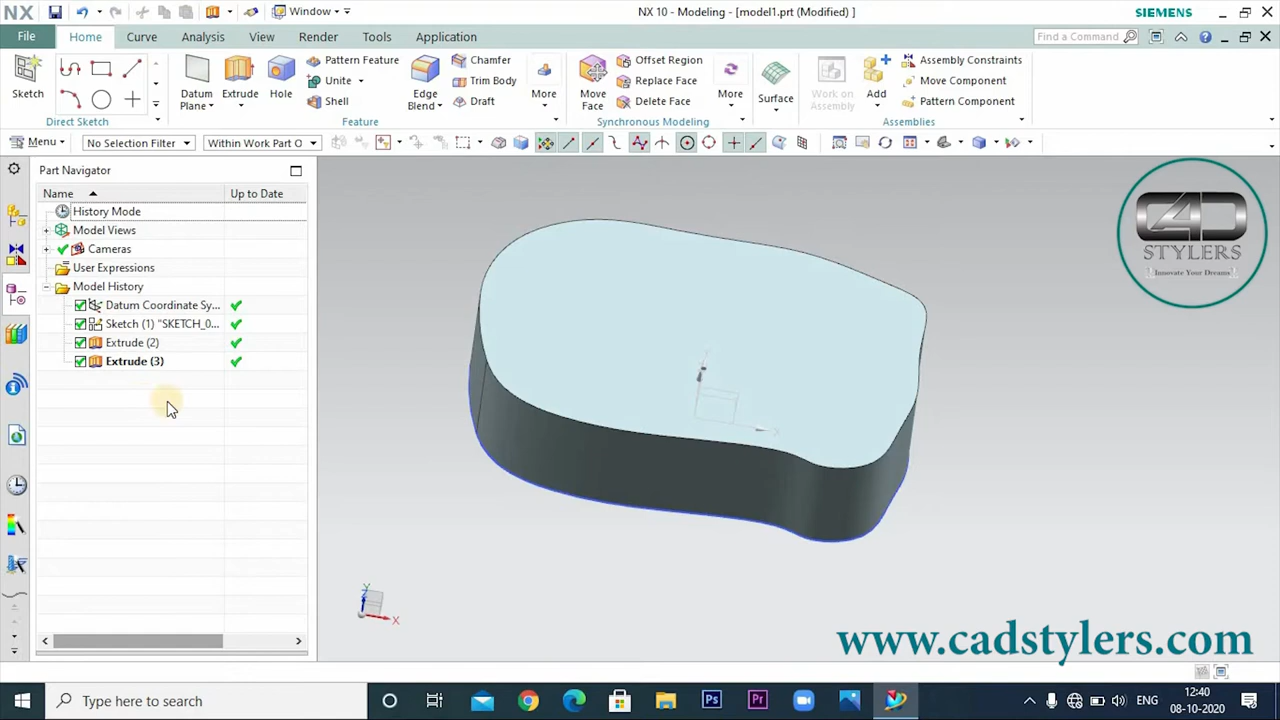 NX
Window
NX 10 - Modeling - [model1.prt (Modified) ]
SIEMENS
File
Home
Curve
Analysis
View
Render
Tools
Application
Find a Command
Sketch
Direct Sketch
Datum
Plane
Extrude
Hole
Pattern Feature
Unite
Shell
Edge
Blend
Chamfer
Trim Body
Draft
More
Feature
Move
Face
Offset Region
Replace Face
Delete Face
More
Synchronous Modeling
Surface
Work on
Assembly
Add
Assembly Constraints
Move Component
Pattern Component
Assemblies
Menu
No Selection Filter
Within Work Part O
Part Navigator
Name
Up to Date
History Mode
Model Views
Cameras
User Expressions
Model History
Datum Coordinate Sy...
Sketch (1) "SKETCH_0...
Extrude (2)
Extrude (3)
CAD
STYLERS
Innovate Your Dreams
Y
Z
X
www.cadstylers.com
Type here to search
Ps
Pr
ENG
12:40
08-10-2020